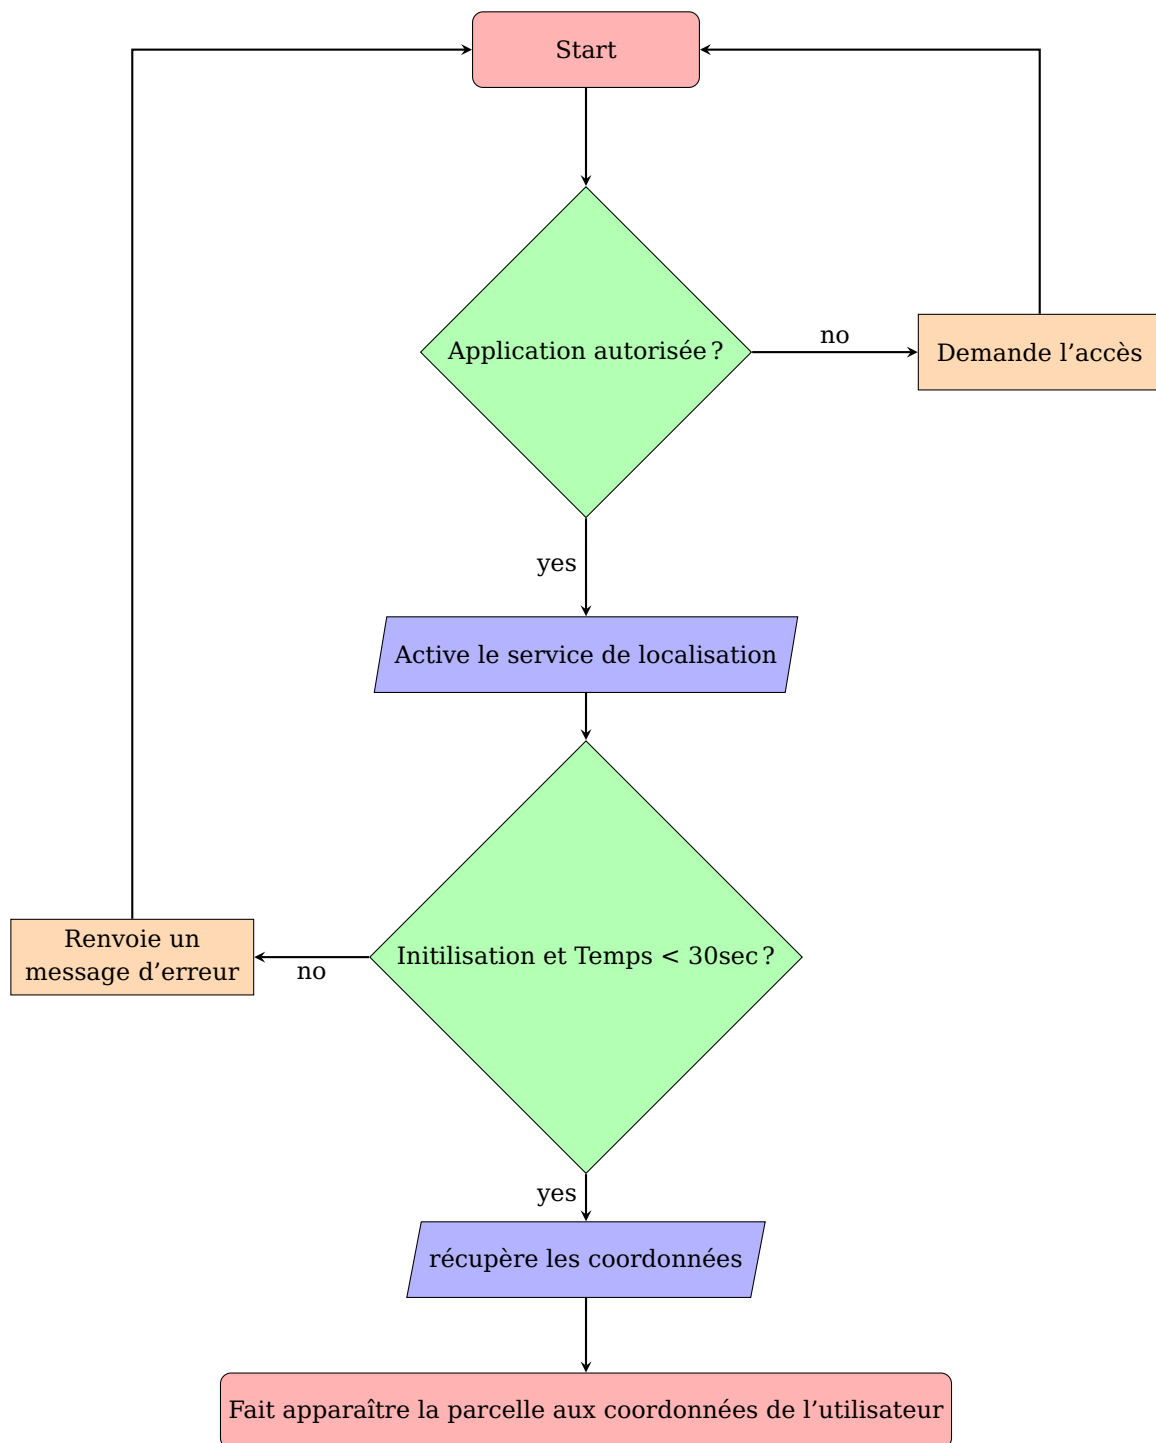 Start
Application autorisée ?
no
Demande l’accès
yes
Active le service de localisation
Initilisation et Temps < 30sec ?
no
Renvoie un
message d’erreur
yes
récupère les coordonnées
Fait apparaître la parcelle aux coordonnées de l’utilisateur